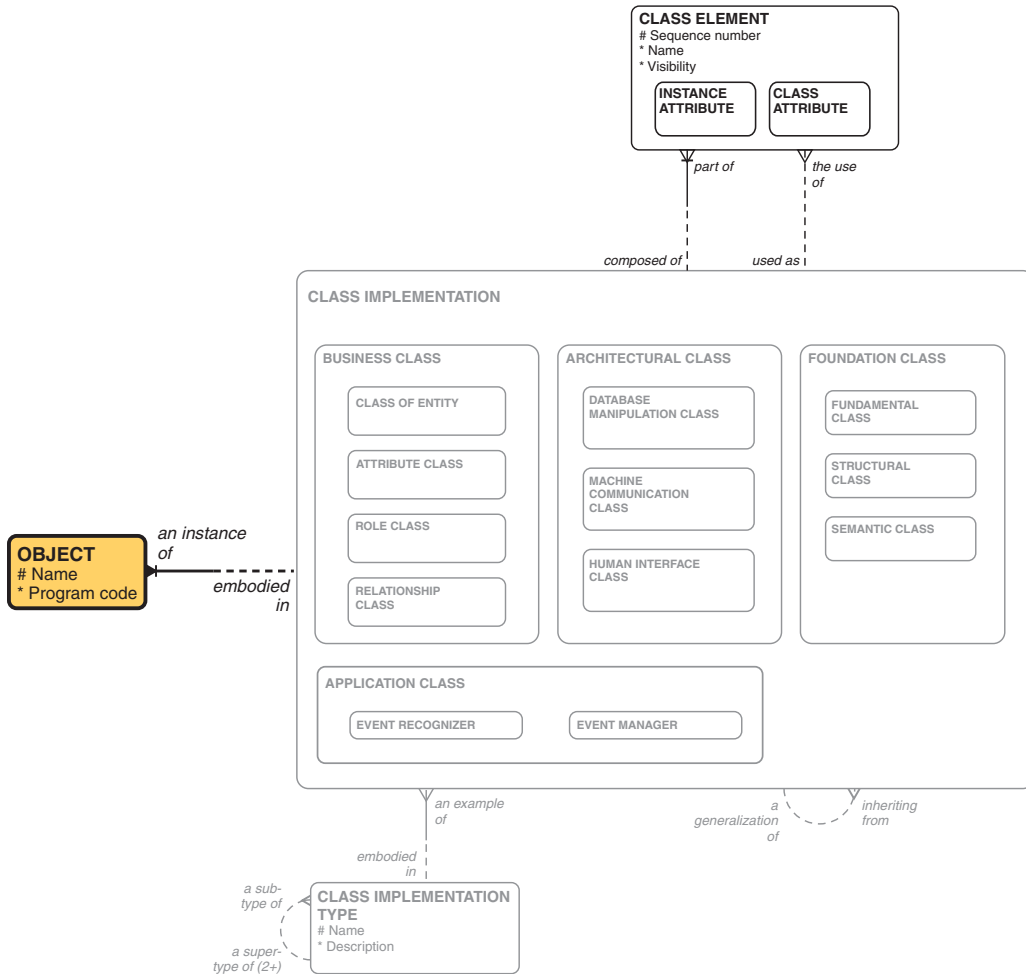 CLASS ELEMENT
# Sequence number
* Name
* Visibility
INSTANCE
ATTRIBUTE
CLASS
ATTRIBUTE
part of
the use
of
composed of
used as
CLASS IMPLEMENTATION
BUSINESS CLASS
CLASS OF ENTITY
ATTRIBUTE CLASS
ROLE CLASS
RELATIONSHIP
CLASS
ARCHITECTURAL CLASS
DATABASE
MANIPULATION CLASS
MACHINE
COMMUNICATION
CLASS
HUMAN INTERFACE
CLASS
FOUNDATION CLASS
FUNDAMENTAL
CLASS
STRUCTURAL
CLASS
SEMANTIC CLASS
OBJECT
# Name
* Program code
an instance
of
embodied
in
APPLICATION CLASS
EVENT RECOGNIZER
EVENT MANAGER
an example
of
a
generalization
of
inheriting
from
embodied
in
a sub-
type of
a super-
type of (2+)
CLASS IMPLEMENTATION
TYPE
# Name
* Description